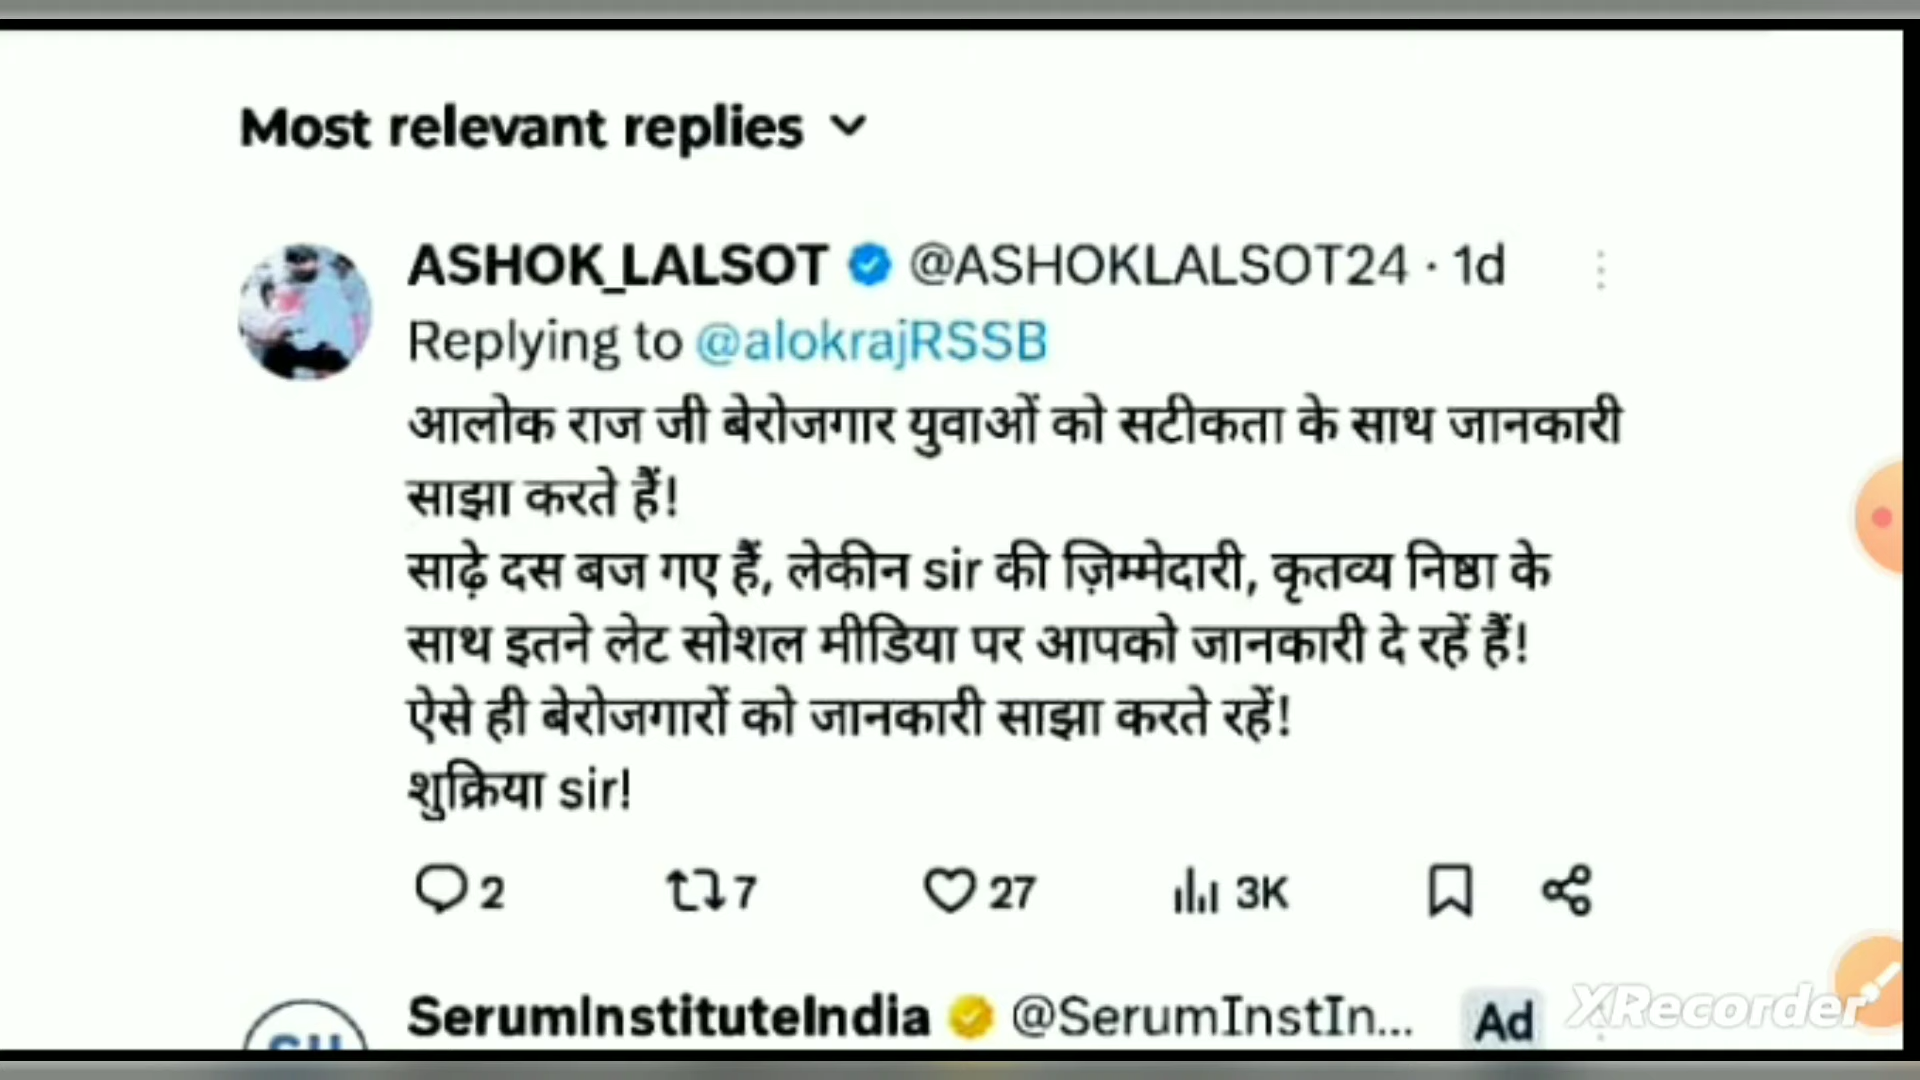 Most relevant replies
ASHOK_LALSOT @ASHOKLALSOT24 · 1d
Replying to @alokrajRSSB
आलोक राज जी बेरोजगार युवाओं को सटीकता के साथ जानकारी
साझा करते हैं!
साढ़े दस बज गए हैं, लेकीन sir की ज़िम्मेदारी, कृतव्य निष्ठा के
साथ इतने लेट सोशल मीडिया पर आपको जानकारी दे रहें हैं!
ऐसे ही बेरोजगारों को जानकारी साझा करते रहें!
शुक्रिया sir!
2 7 27 3K
SerumInstituteIndia @SerumInstIn... Ad
XRecorder